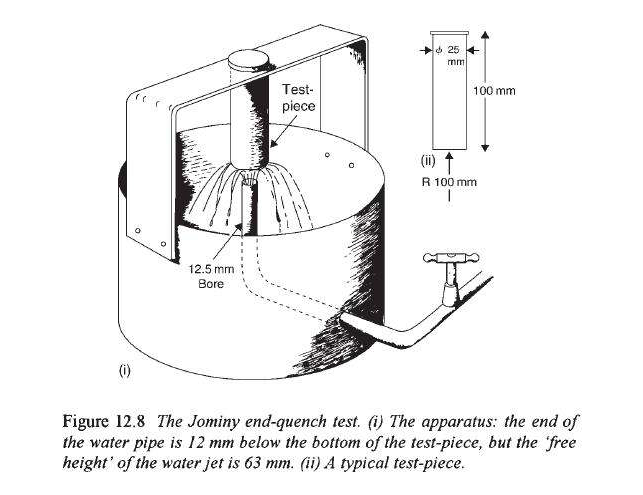 Test-
piece
ϕ 25
mm
100 mm
(ii)
R 100 mm
12.5 mm
Bore
(i)
Figure 12.8 The Jominy end-quench test. (i) The apparatus: the end of
the water pipe is 12 mm below the bottom of the test-piece, but the ‘free
height’ of the water jet is 63 mm. (ii) A typical test-piece.